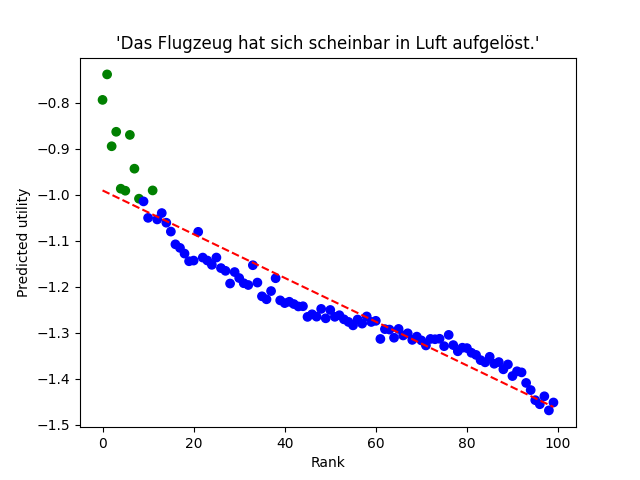 'Das Flugzeug hat sich scheinbar in Luft aufgelöst.'
Predicted utility
−0.8
−0.9
−1.0
−1.1
−1.2
−1.3
−1.4
−1.5
0 20 40 60 80 100
Rank